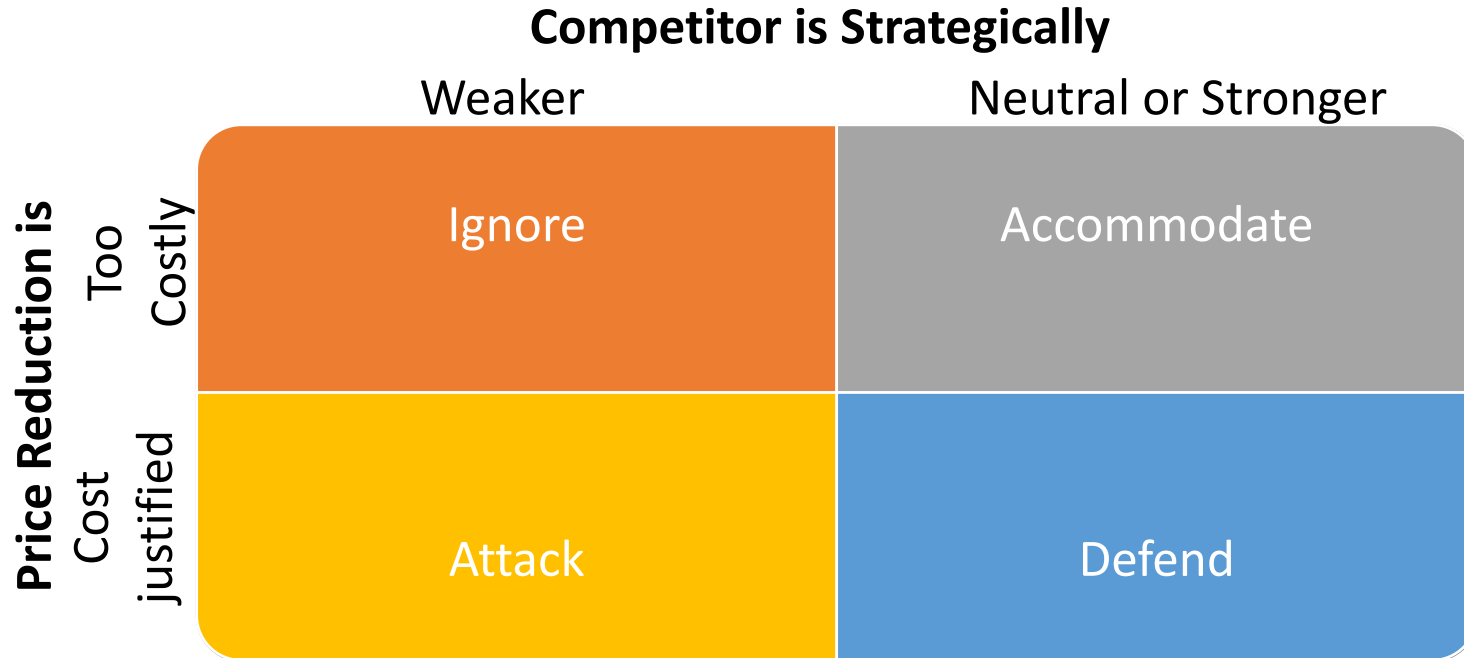 Competitor is Strategically
Weaker
Neutral or Stronger
Price Reduction is
Too
Costly
Ignore
Accommodate
Cost
justified
Attack
Defend